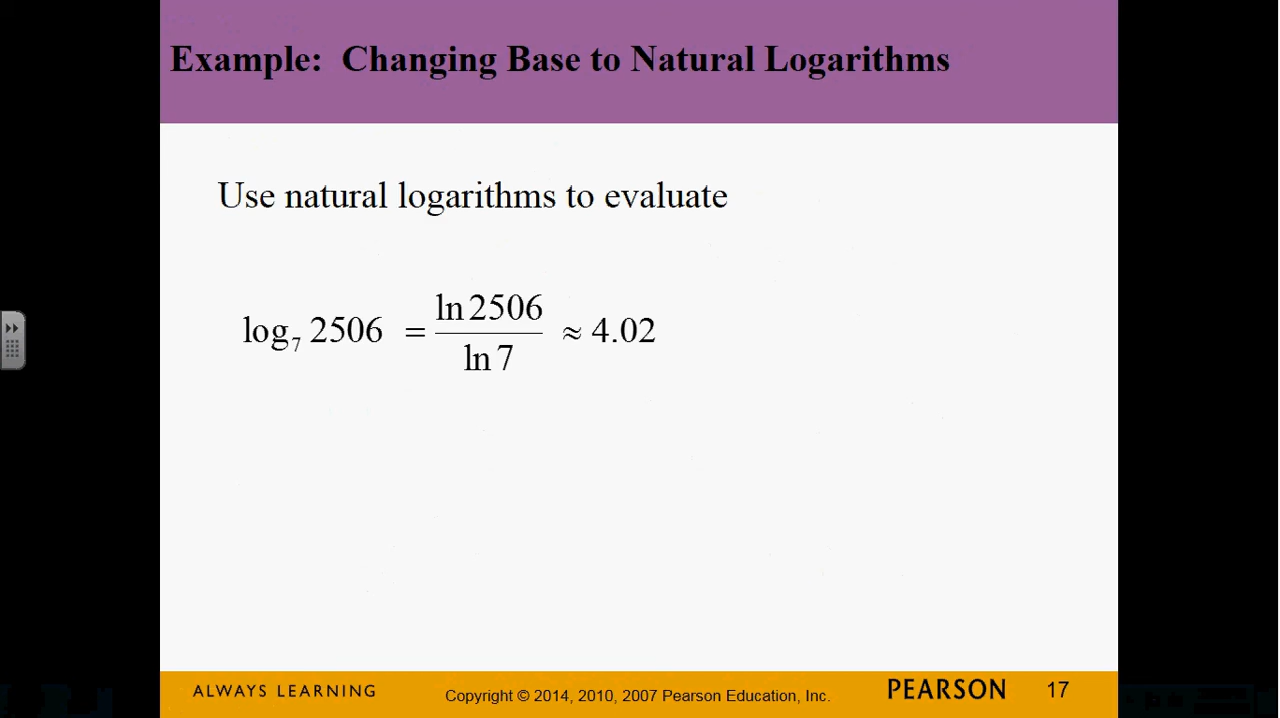 Example: Changing Base to Natural Logarithms
Use natural logarithms to evaluate
log₇ 2506 = ln 2506 / ln 7 ≈ 4.02
ALWAYS LEARNING Copyright © 2014, 2010, 2007 Pearson Education, Inc. PEARSON 17